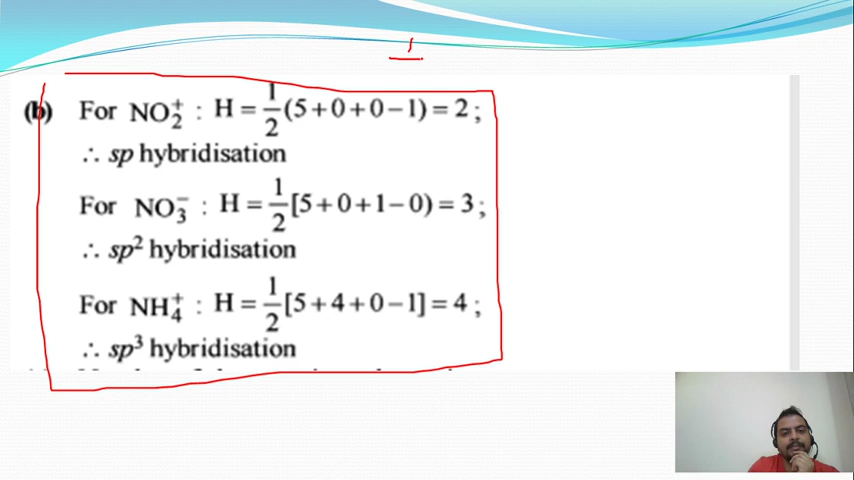 (b) For NO₂⁺ : H = 1/2 (5+0+0−1) = 2 ;
∴ sp hybridisation
For NO₃⁻ : H = 1/2 [5+0+1−0) = 3 ;
∴ sp² hybridisation
For NH₄⁺ : H = 1/2 [5+4+0−1] = 4 ;
∴ sp³ hybridisation